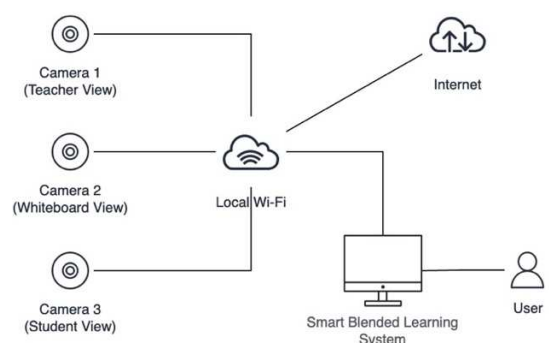 Camera 1
(Teacher View)
Internet
Camera 2
(Whiteboard View)
Local Wi-Fi
Camera 3
(Student View)
Smart Blended Learning
System
User